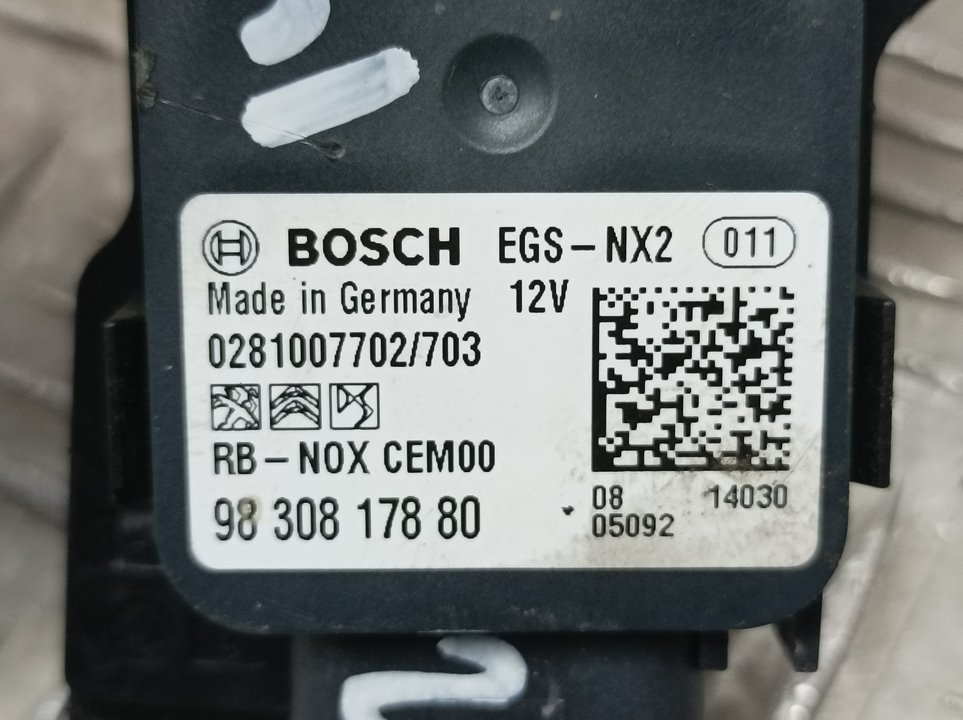 BOSCH EGS-NX2 011
Made in Germany 12V
0281007702/703
RB-NOX CEM00
98 308 178 80
08 14030
05092
2